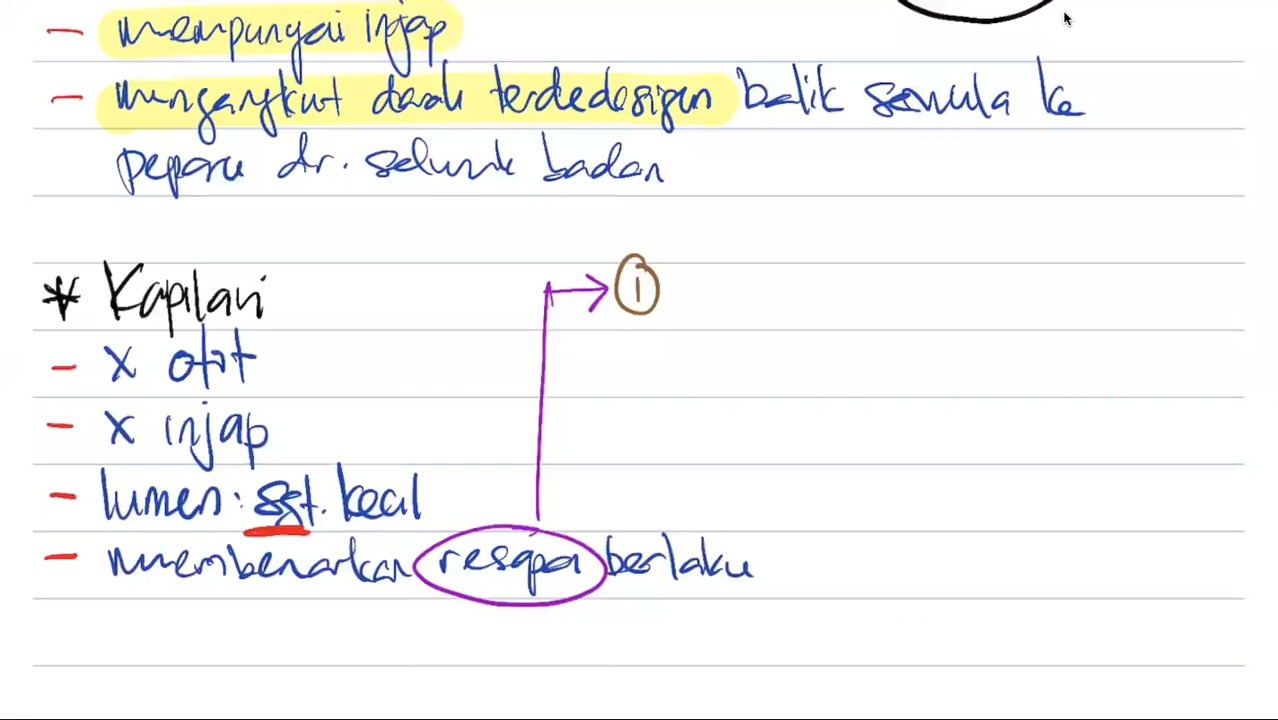 - mempunyai injap
- mengangkut darah terdeoksigen balik semula ke
peparu dr. seluruh badan
* Kapilari
①
- x otot
- x injap
- lumen: sgt. kecil
- membenarkan resapan berlaku